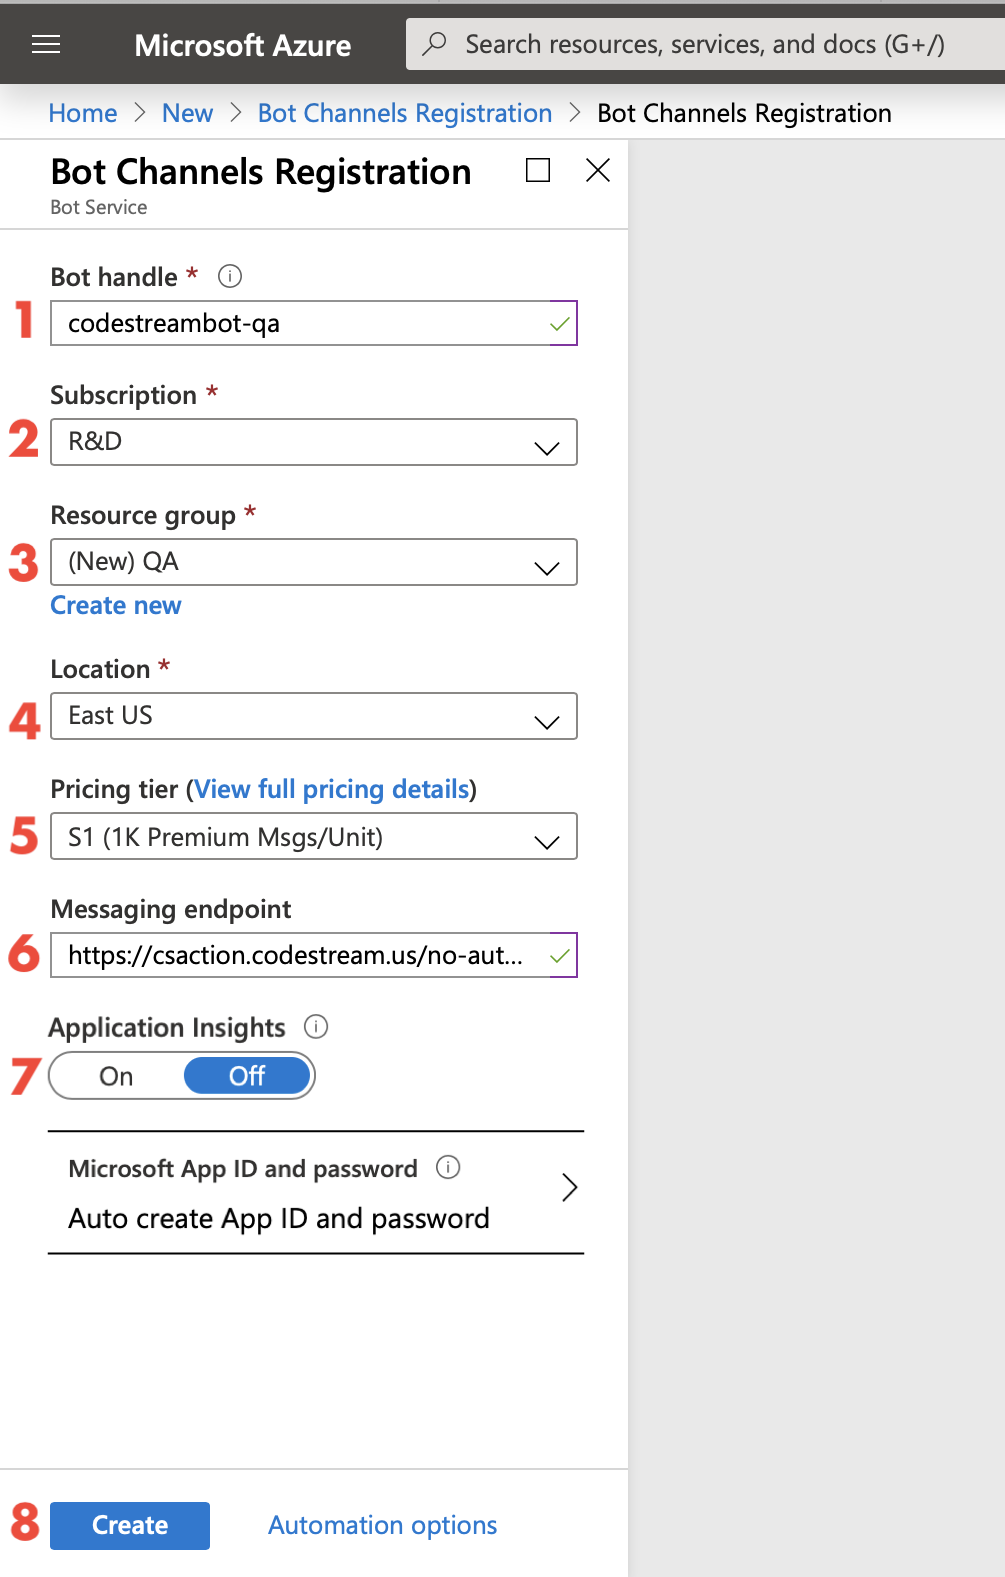 Microsoft Azure
Search resources, services, and docs (G+/)
Home > New > Bot Channels Registration > Bot Channels Registration
Bot Channels Registration
Bot Service
Bot handle *
1
codestreambot-qa
Subscription *
2
R&D
Resource group *
3
(New) QA
Create new
Location *
4
East US
Pricing tier (View full pricing details)
5
S1 (1K Premium Msgs/Unit)
Messaging endpoint
6
https://csaction.codestream.us/no-aut...
Application Insights
7
On Off
Microsoft App ID and password
Auto create App ID and password
8
Create Automation options